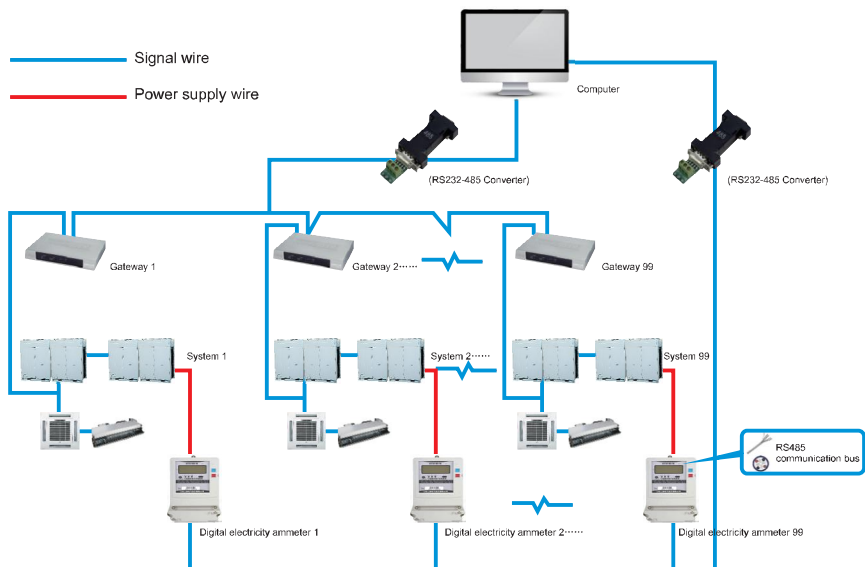 Signal wire
Power supply wire
Computer
(RS232-485 Converter)
(RS232-485 Converter)
Gateway 1
Gateway 2······
Gateway 99
System 1
System 2······
System 99
RS485
communication bus
Digital electricity ammeter 1
Digital electricity ammeter 2······
Digital electricity ammeter 99